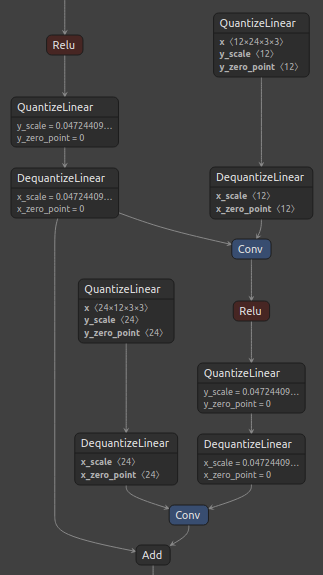 QuantizeLinear
x ⟨12×24×3×3⟩
y_scale ⟨12⟩
y_zero_point ⟨12⟩
Relu
QuantizeLinear
y_scale = 0.04724409…
y_zero_point = 0
DequantizeLinear
x_scale = 0.04724409…
x_zero_point = 0
DequantizeLinear
x_scale ⟨12⟩
x_zero_point ⟨12⟩
Conv
QuantizeLinear
x ⟨24×12×3×3⟩
y_scale ⟨24⟩
y_zero_point ⟨24⟩
Relu
QuantizeLinear
y_scale = 0.04724409…
y_zero_point = 0
DequantizeLinear
x_scale ⟨24⟩
x_zero_point ⟨24⟩
DequantizeLinear
x_scale = 0.04724409…
x_zero_point = 0
Conv
Add